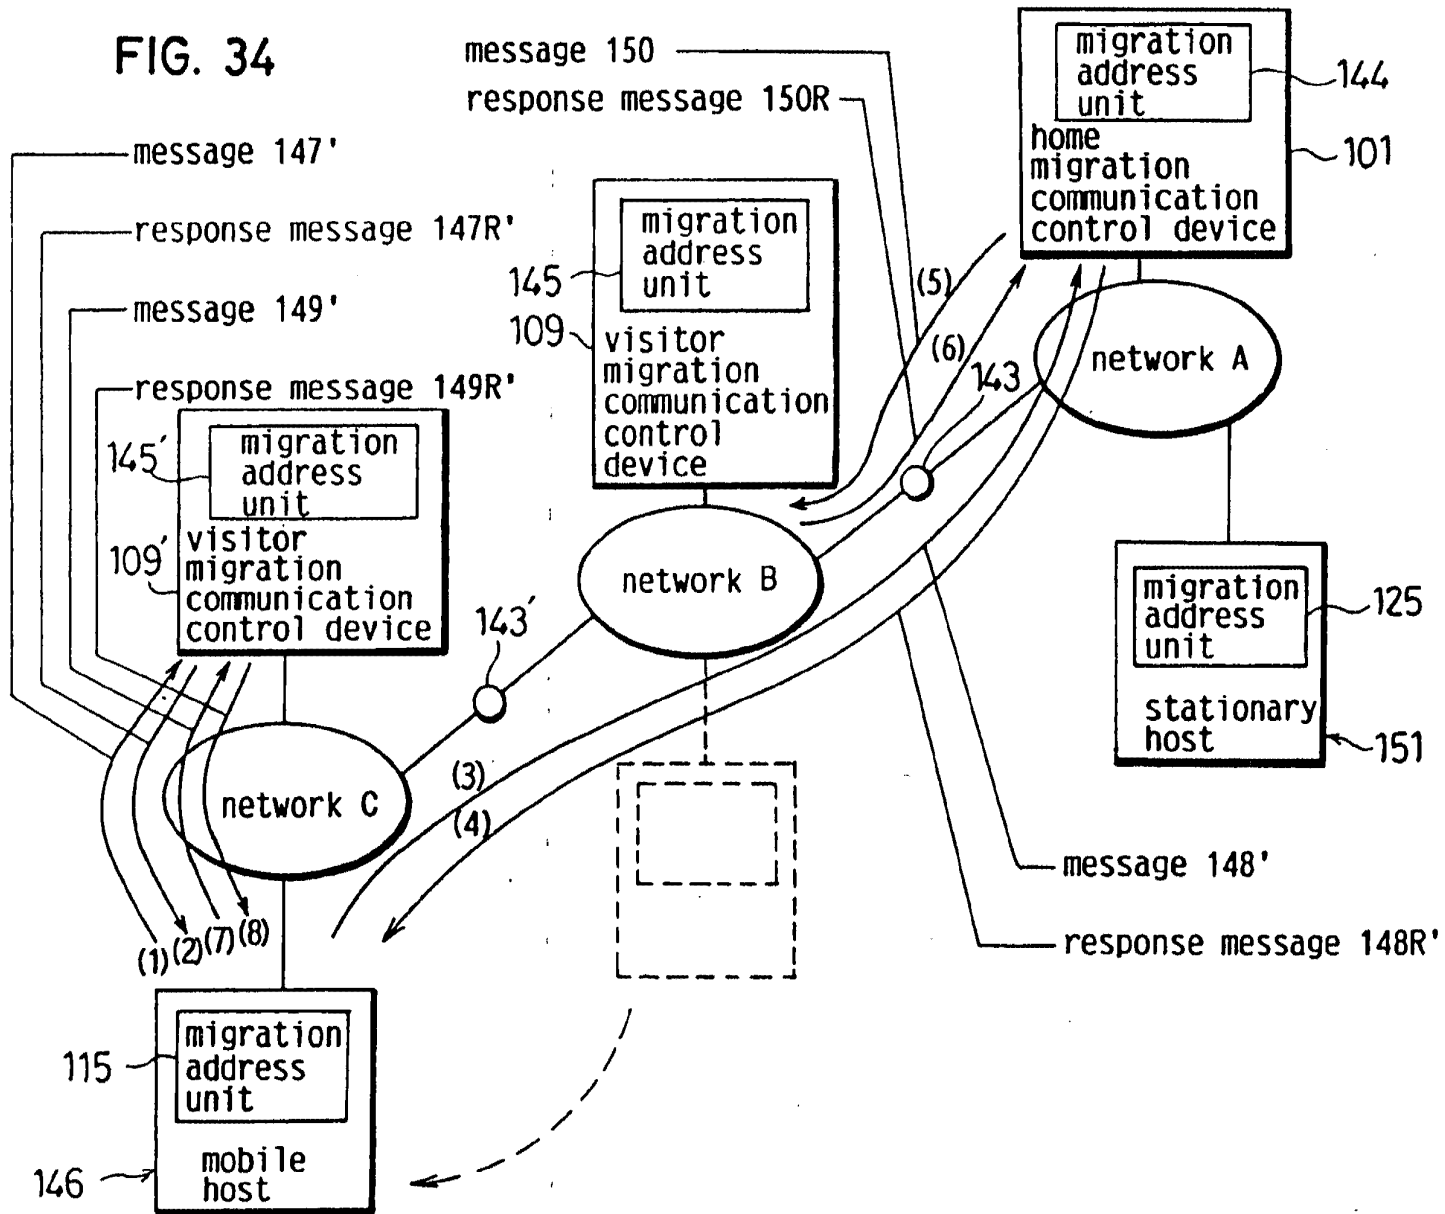 FIG. 34
message 150
response message 150R
migration
address
unit
144
home
migration
communication
control device
101
message 147'
response message 147R'
message 149'
response message 149R'
migration
address
unit
145
109
visitor
migration
communication
control
device
(5)
(6)
143
network A
145'
migration
address
unit
109'
visitor
migration
communication
control device
network B
143'
migration
address
unit
125
stationary
host
151
network C
(3)
(4)
message 148'
response message 148R'
(1)
(2)
(7)
(8)
migration
address
unit
115
mobile
host
146